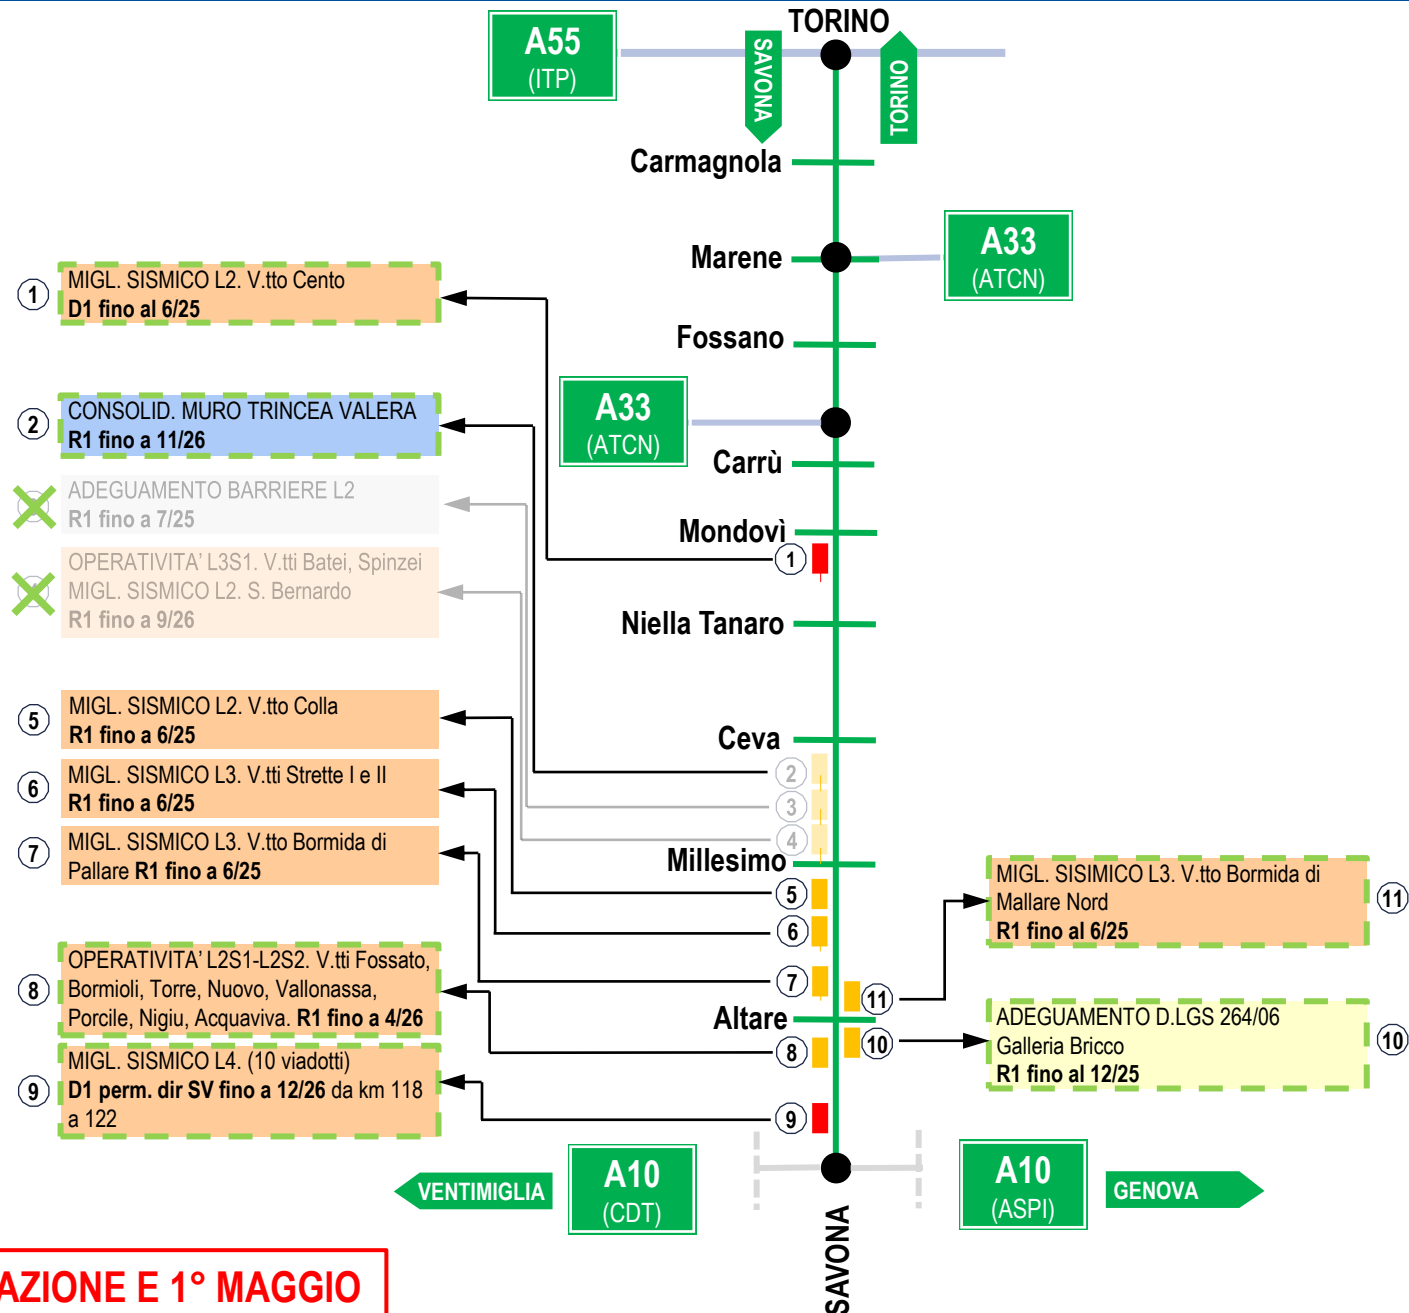 TORINO
A55
(ITP)
SAVONA
TORINO
Carmagnola
Marene
A33
(ATCN)
Fossano
A33
(ATCN)
Carrù
Mondovì
1
Niella Tanaro
Ceva
2
3
4
Millesimo
5
6
7
11
Altare
10
8
9
1
MIGL. SISMICO L2. V.tto Cento
D1 fino al 6/25
2
CONSOLID. MURO TRINCEA VALERA
R1 fino a 11/26
ADEGUAMENTO BARRIERE L2
R1 fino a 7/25
OPERATIVITA' L3S1. V.tti Batei, Spinzei
MIGL. SISMICO L2. S. Bernardo
R1 fino a 9/26
5
MIGL. SISMICO L2. V.tto Colla
R1 fino a 6/25
6
MIGL. SISMICO L3. V.tti Strette I e II
R1 fino a 6/25
7
MIGL. SISMICO L3. V.tto Bormida di
Pallare R1 fino a 6/25
8
OPERATIVITA' L2S1-L2S2. V.tti Fossato,
Bormioli, Torre, Nuovo, Vallonassa,
Porcile, Nigiu, Acquaviva. R1 fino a 4/26
9
MIGL. SISMICO L4. (10 viadotti)
D1 perm. dir SV fino a 12/26 da km 118
a 122
MIGL. SISIMICO L3. V.tto Bormida di
Mallare Nord
R1 fino al 6/25
11
ADEGUAMENTO D.LGS 264/06
Galleria Bricco
R1 fino al 12/25
10
VENTIMIGLIA
A10
(CDT)
A10
(ASPI)
GENOVA
SAVONA
AZIONE E 1° MAGGIO